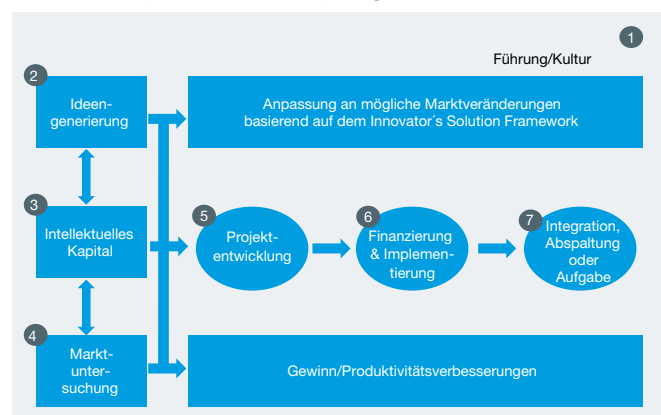 1
Führung/Kultur
2
Ideen-
generierung
Anpassung an mögliche Marktveränderungen
basierend auf dem Innovator´s Solution Framework
3
Intellektuelles
Kapital
5
Projekt-
entwicklung
6
Finanzierung
& Implemen-
tierung
7
Integration,
Abspaltung
oder
Aufgabe
4
Markt-
unter-
suchung
Gewinn/Produktivitätsverbesserungen